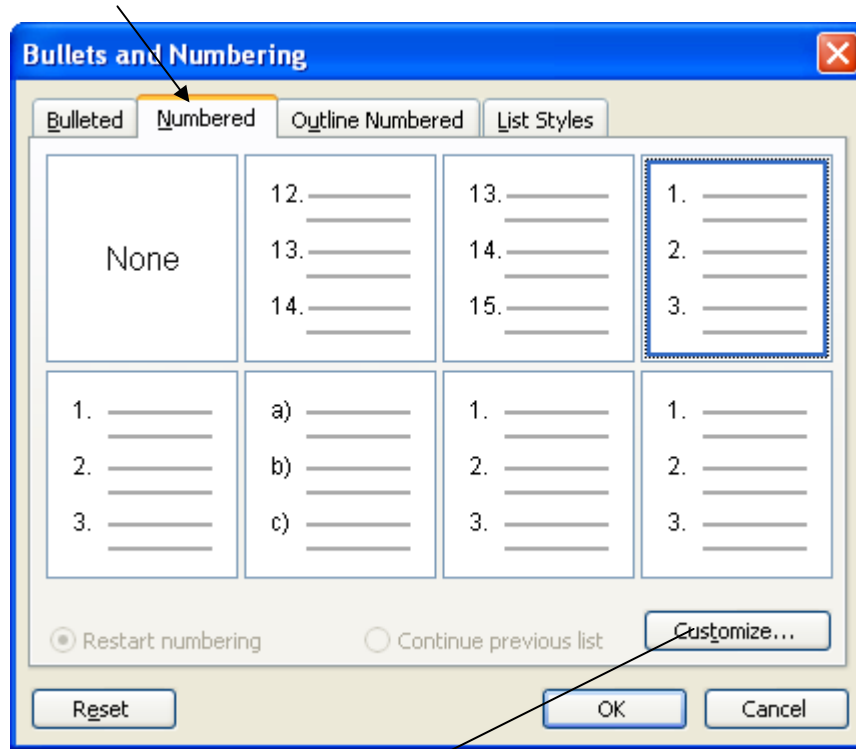 Bullets and Numbering
Bulleted Numbered Outline Numbered List Styles
None
12.
13.
14.
13.
14.
15.
1.
2.
3.
1.
2.
3.
a)
b)
c)
1.
2.
3.
1.
2.
3.
Restart numbering Continue previous list Customize...
Reset OK Cancel